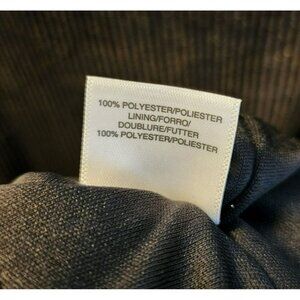 100% POLYESTER/POLIESTER
LINING/FORRO/
DOUBLURE/FUTTER
100% POLYESTER/POLIESTER